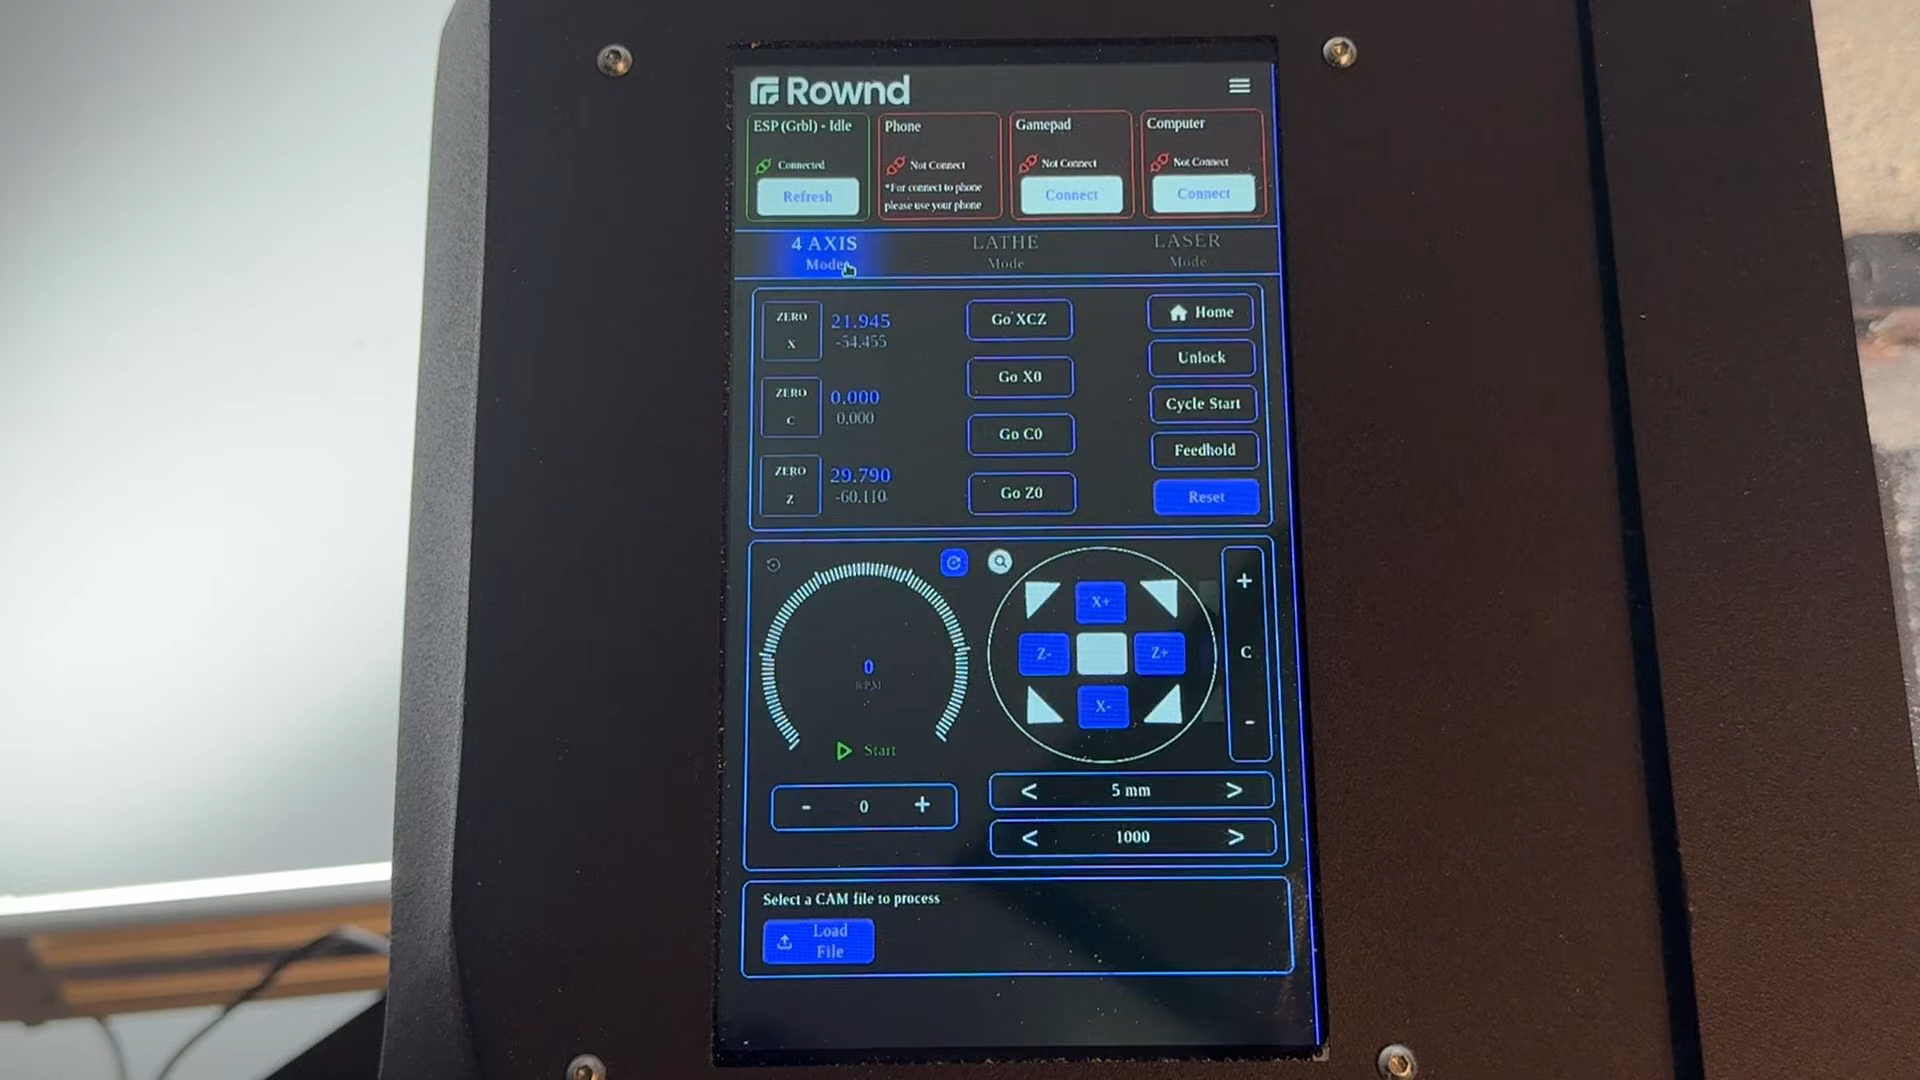 Rownd
ESP (Grbl) - Idle
Connected
Refresh
Phone
Not Connect
*For connect to phone
please use your phone
Gamepad
Not Connect
Connect
Computer
Not Connect
Connect
4 AXIS
Mode
LATHE
Mode
LASER
Mode
ZERO
X
21.945
-54.455
Go XCZ
Home
Go X0
Unlock
ZERO
C
0.000
0.000
Cycle Start
Go C0
Feedhold
ZERO
Z
29.790
-60.110
Go Z0
Reset
0
RPM
Start
- 0 +
X+
Z-
Z+
X-
+
C
-
< 5 mm >
< 1000 >
Select a CAM file to process
Load
File